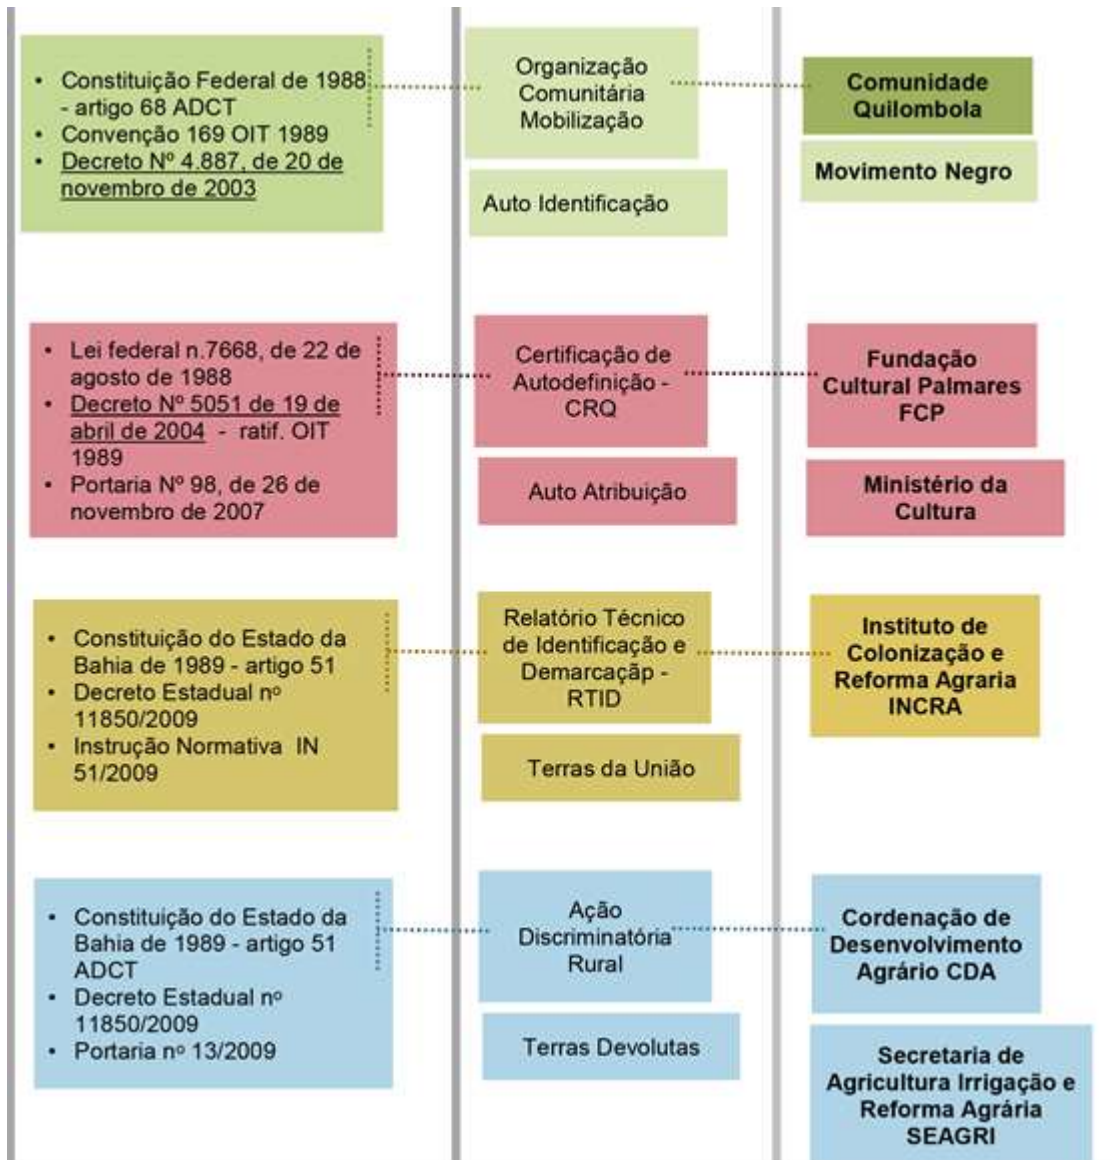 • Constituição Federal de 1988
- artigo 68 ADCT
• Convenção 169 OIT 1989
• Decreto Nº 4.887, de 20 de
novembro de 2003
Organização
Comunitária
Mobilização
Auto Identificação
Comunidade
Quilombola
Movimento Negro
• Lei federal n.7668, de 22 de
agosto de 1988
• Decreto Nº 5051 de 19 de
abril de 2004 - ratif. OIT
1989
• Portaria Nº 98, de 26 de
novembro de 2007
Certificação de
Autodefinição -
CRQ
Auto Atribuição
Fundação
Cultural Palmares
FCP
Ministério da
Cultura
• Constituição do Estado da
Bahia de 1989 - artigo 51
• Decreto Estadual nº
11850/2009
• Instrução Normativa IN
51/2009
Relatório Técnico
de Identificação e
Demarcaçãp -
RTID
Terras da União
Instituto de
Colonização e
Reforma Agraria
INCRA
• Constituição do Estado da
Bahia de 1989 - artigo 51
ADCT
• Decreto Estadual nº
11850/2009
• Portaria nº 13/2009
Ação
Discriminatória
Rural
Terras Devolutas
Cordenação de
Desenvolvimento
Agrário CDA
Secretaria de
Agricultura Irrigação e
Reforma Agrária
SEAGRI